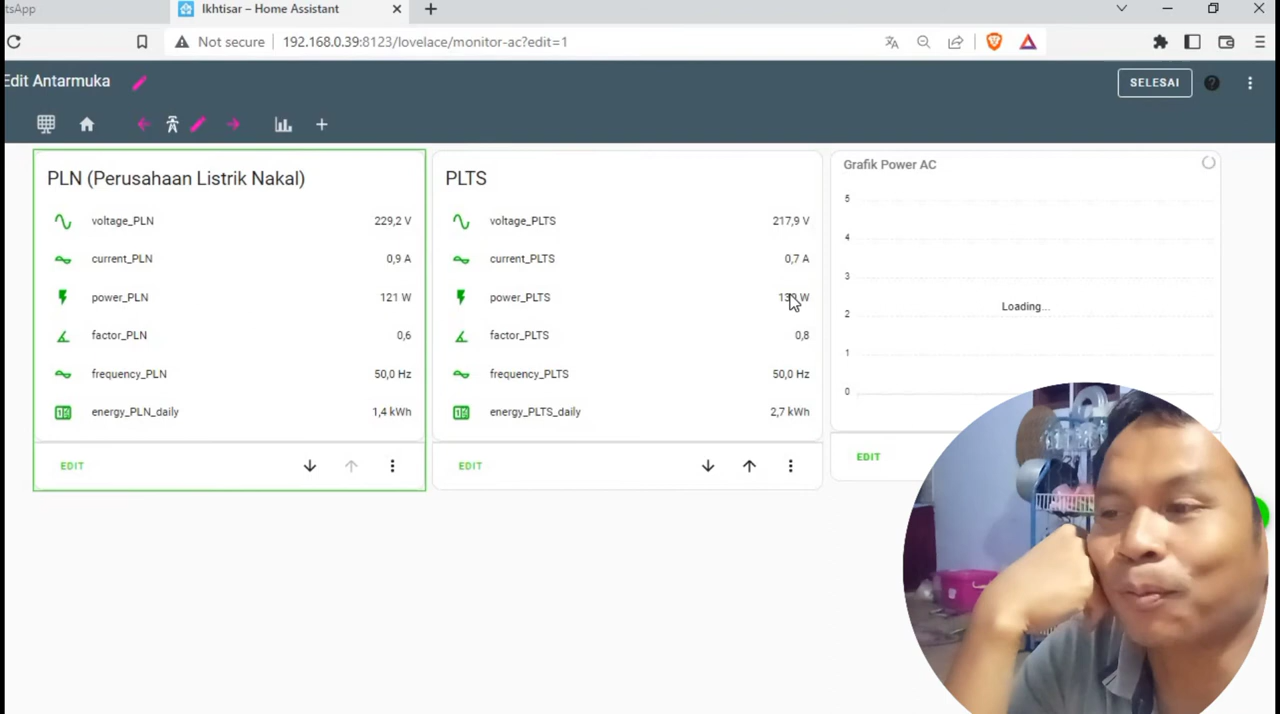 tsApp
Ikhtisar – Home Assistant
Not secure
192.168.0.39:8123/lovelace/monitor-ac?edit=1
Edit Antarmuka
SELESAI
PLN (Perusahaan Listrik Nakal)
voltage_PLN 229,2 V
current_PLN 0,9 A
power_PLN 121 W
factor_PLN 0,6
frequency_PLN 50,0 Hz
energy_PLN_daily 1,4 kWh
EDIT
PLTS
voltage_PLTS 217,9 V
current_PLTS 0,7 A
power_PLTS W
factor_PLTS 0,8
frequency_PLTS 50,0 Hz
energy_PLTS_daily 2,7 kWh
EDIT
Grafik Power AC
5
4
3
Loading...
2
1
0
EDIT